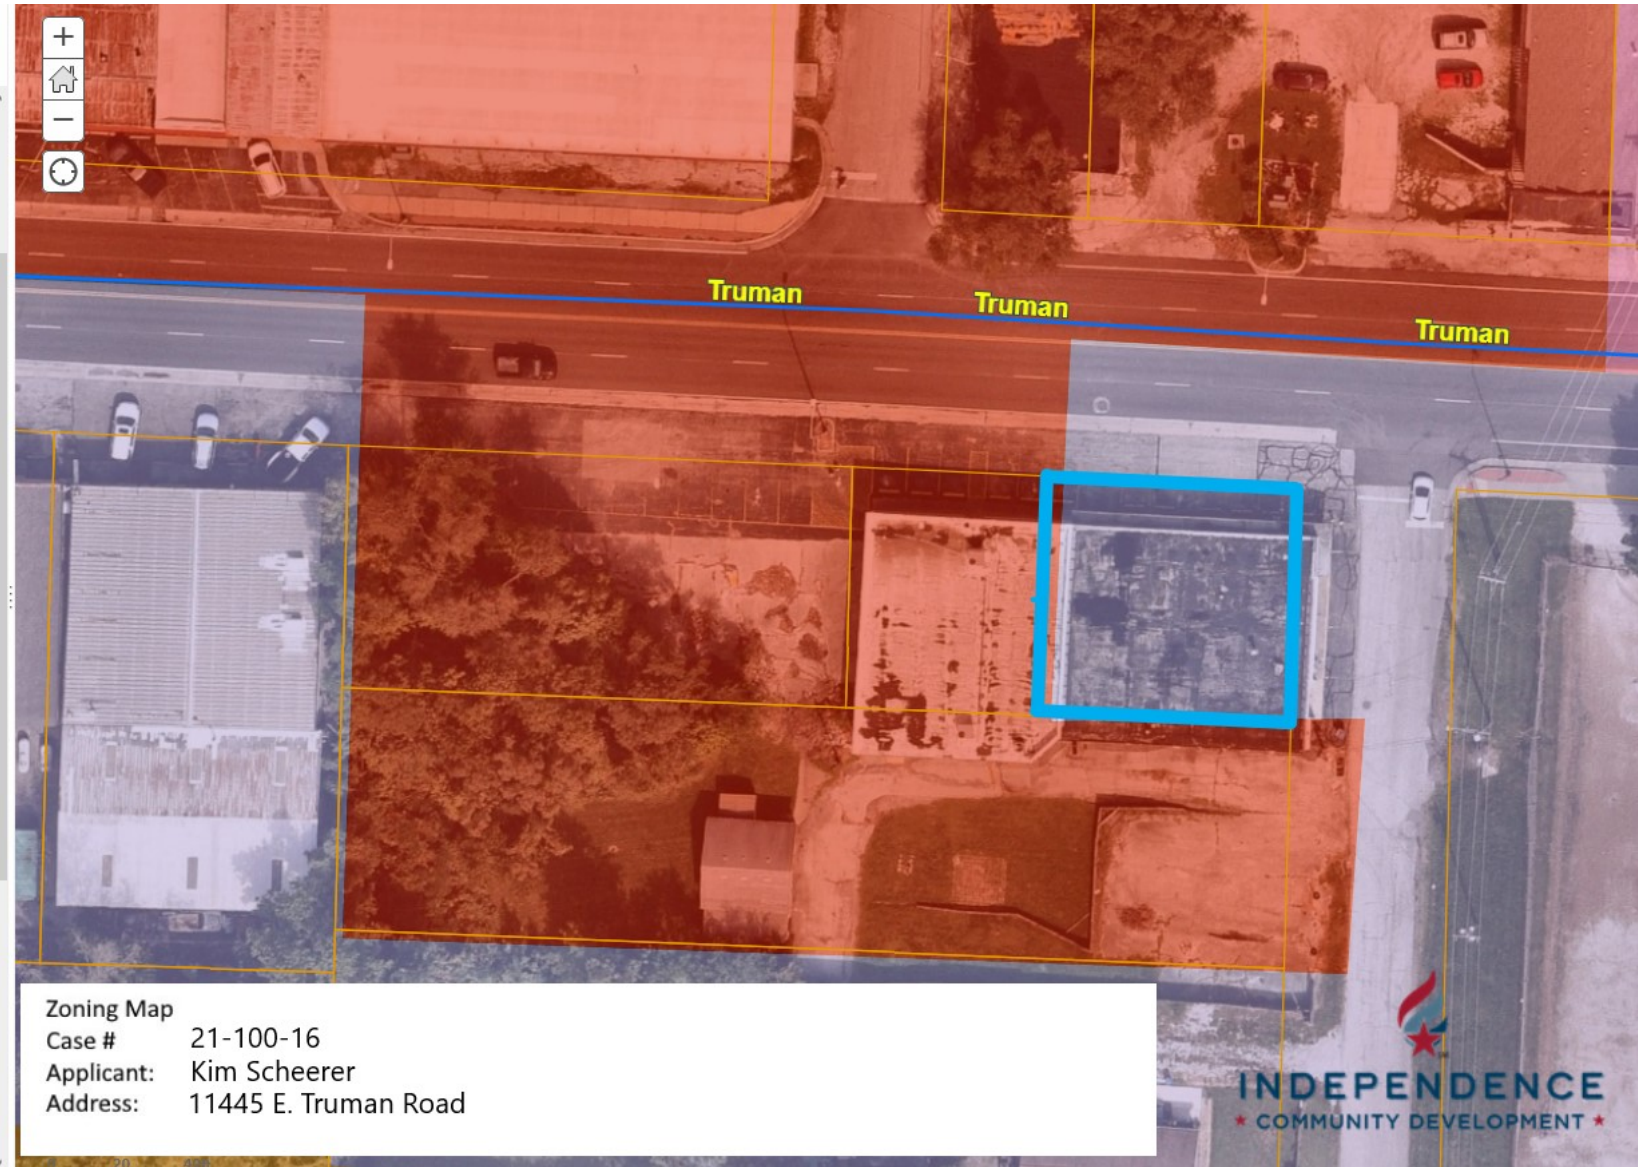 Truman
Truman
Truman
Zoning Map
Case # 21-100-16
Applicant: Kim Scheerer
Address: 11445 E. Truman Road
INDEPENDENCE
★ COMMUNITY DEVELOPMENT ★